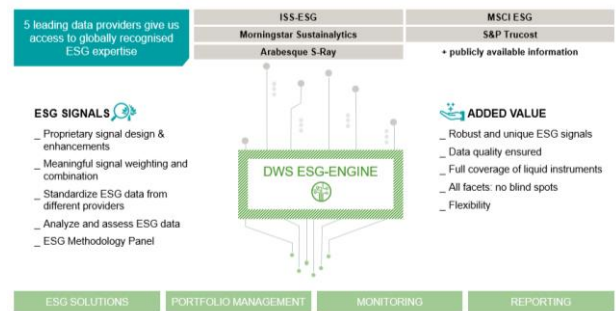 5 leading data providers give us
access to globally recognised
ESG expertise
ISS-ESG
MSCI ESG
Morningstar Sustainalytics
S&P Trucost
Arabesque S-Ray
+ publicly available information
ESG SIGNALS
_ Proprietary signal design &
enhancements
_ Meaningful signal weighting and
combination
_ Standardize ESG data from
different providers
_ Analyze and assess ESG data
_ ESG Methodology Panel
DWS ESG-ENGINE
ADDED VALUE
_ Robust and unique ESG signals
_ Data quality ensured
_ Full coverage of liquid instruments
_ All facets: no blind spots
_ Flexibility
ESG SOLUTIONS
PORTFOLIO MANAGEMENT
MONITORING
REPORTING